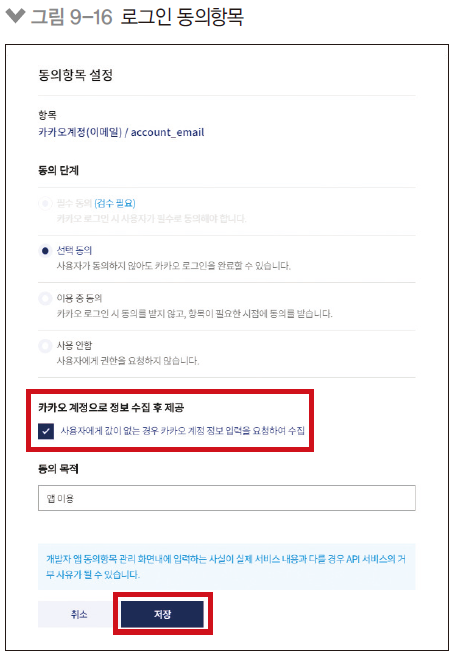 그림 9-16 로그인 동의항목
동의항목 설정
항목
카카오계정(이메일) / account_email
동의 단계
필수 동의 (검수 필요)
카카오 로그인 시 사용자가 필수로 동의해야 합니다.
선택 동의
사용자가 동의하지 않아도 카카오 로그인을 완료할 수 있습니다.
이용 중 동의
카카오 로그인 시 동의를 받지 않고, 항목이 필요한 시점에 동의를 받습니다.
사용 안함
사용자에게 권한을 요청하지 않습니다.
카카오 계정으로 정보 수집 후 제공
사용자에게 값이 없는 경우 카카오 계정 정보 입력을 요청하여 수집
동의 목적
앱 이용
개발자 앱 동의항목 관리 화면내에 입력하는 사실이 실제 서비스 내용과 다를 경우 API 서비스의 거
부 사유가 될 수 있습니다.
취소
저장